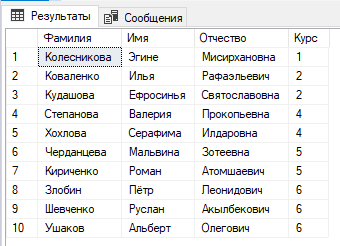 Результаты Сообщения
Фамилия Имя Отчество Курс
1 Колесникова Эгине Мисирхановна 1
2 Коваленко Илья Рафаэльевич 2
3 Кудашова Ефросинья Святославовна 2
4 Степанова Валерия Прокопьевна 4
5 Хохлова Серафима Илдаровна 4
6 Черданцева Мальвина Зотеевна 5
7 Кириченко Роман Атомшаевич 5
8 Злобин Пётр Леонидович 6
9 Шевченко Руслан Акылбекович 6
10 Ушаков Альберт Олегович 6